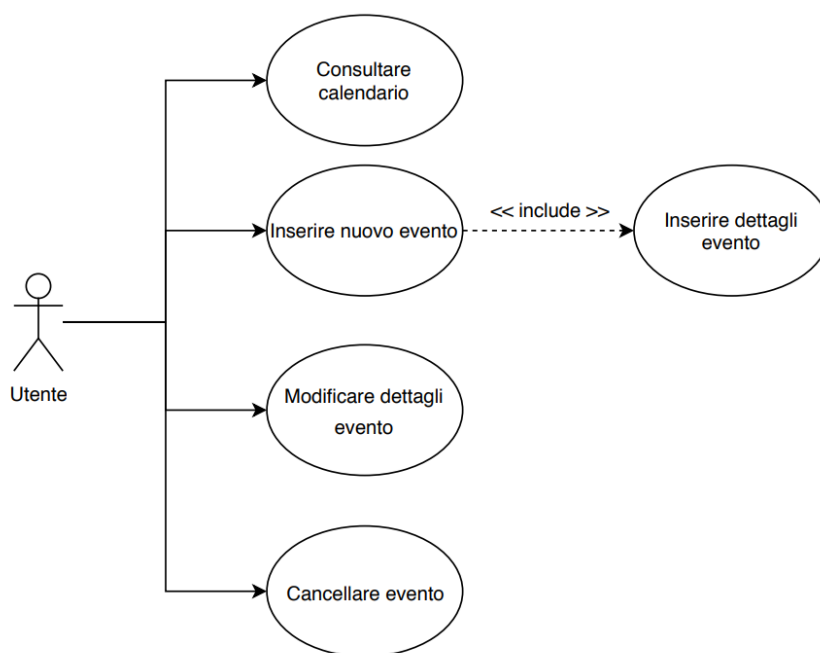 Consultare
calendario
Inserire nuovo evento
<< include >>
Inserire dettagli
evento
Utente
Modificare dettagli
evento
Cancellare evento